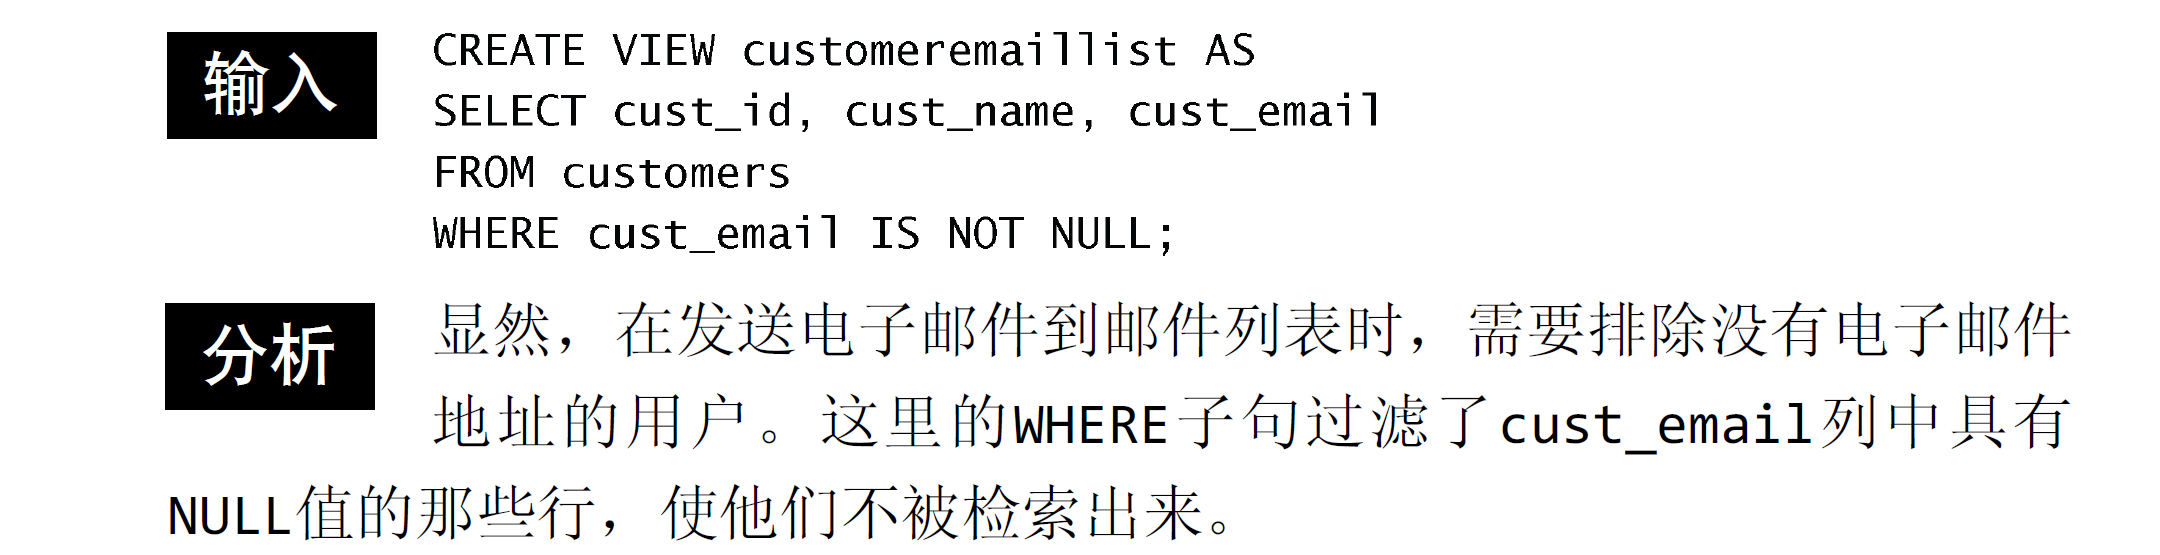 输入
CREATE VIEW customeremaillist AS
SELECT cust_id, cust_name, cust_email
FROM customers
WHERE cust_email IS NOT NULL;
分析
显然，在发送电子邮件到邮件列表时，需要排除没有电子邮件
地址的用户。这里的WHERE子句过滤了cust_email列中具有
NULL值的那些行，使他们不被检索出来。